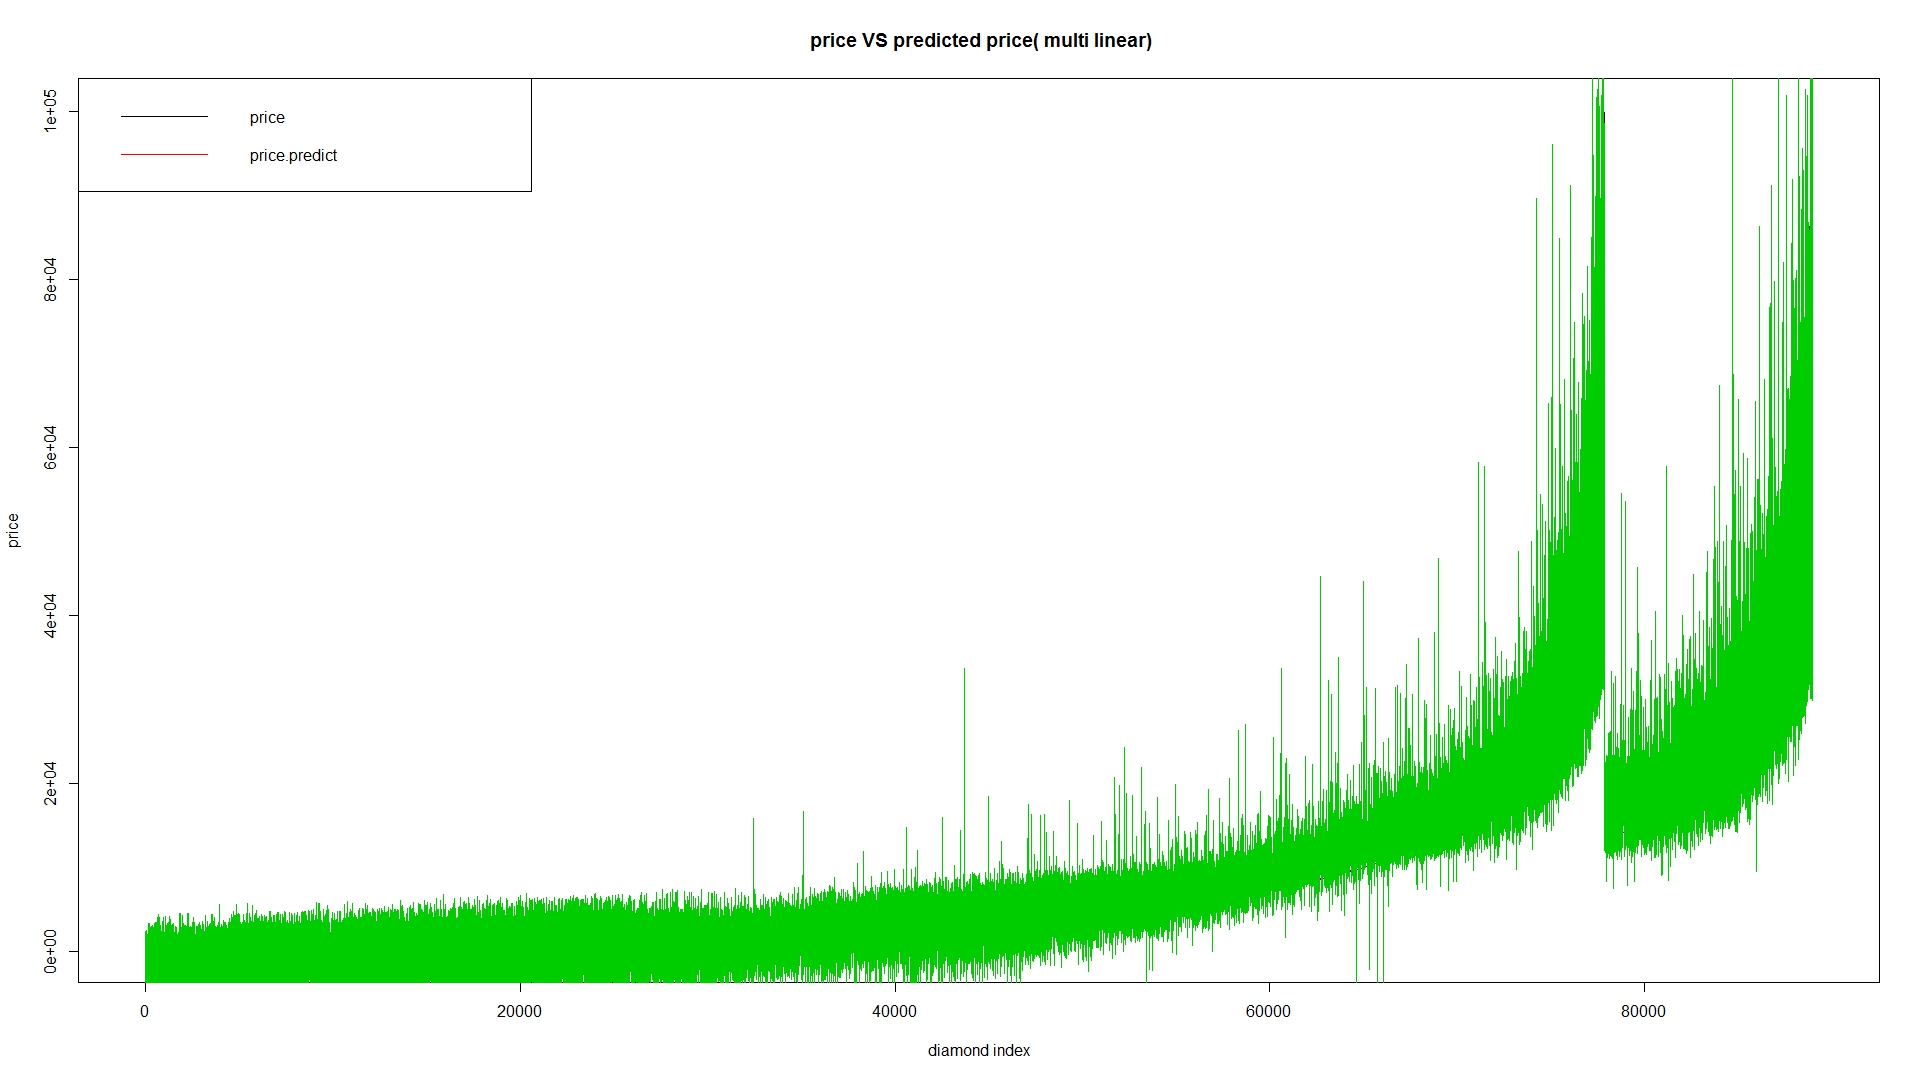 price VS predicted price( multi linear)
price
price.predict
1e+05
8e+04
6e+04
4e+04
2e+04
0e+00
price
0 20000 40000 60000 80000
diamond index